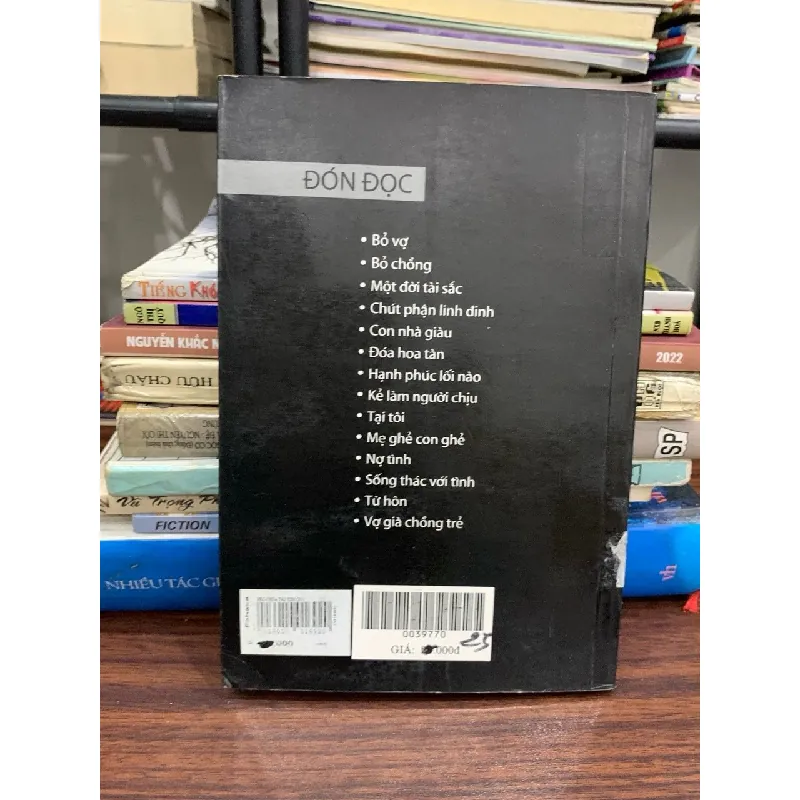 ĐÓN ĐỌC
• Bỏ vợ
• Bỏ chồng
• Một đời tài sắc
• Chút phận linh đinh
• Con nhà giàu
• Đóa hoa tàn
• Hạnh phúc lối nào
• Kẻ làm người chịu
• Tại tôi
• Mẹ ghẻ con ghẻ
• Nợ tình
• Sống thác với tình
• Từ hôn
• Vợ già chồng trẻ
0039770
GIÁ:
25
TIẾNG KHÓ
NGUYỄN KHẮC N
HỮU CHÂU
Vũ Trọng Ph
FICTION
NHIỀU TÁC GI
2022
SP
vh